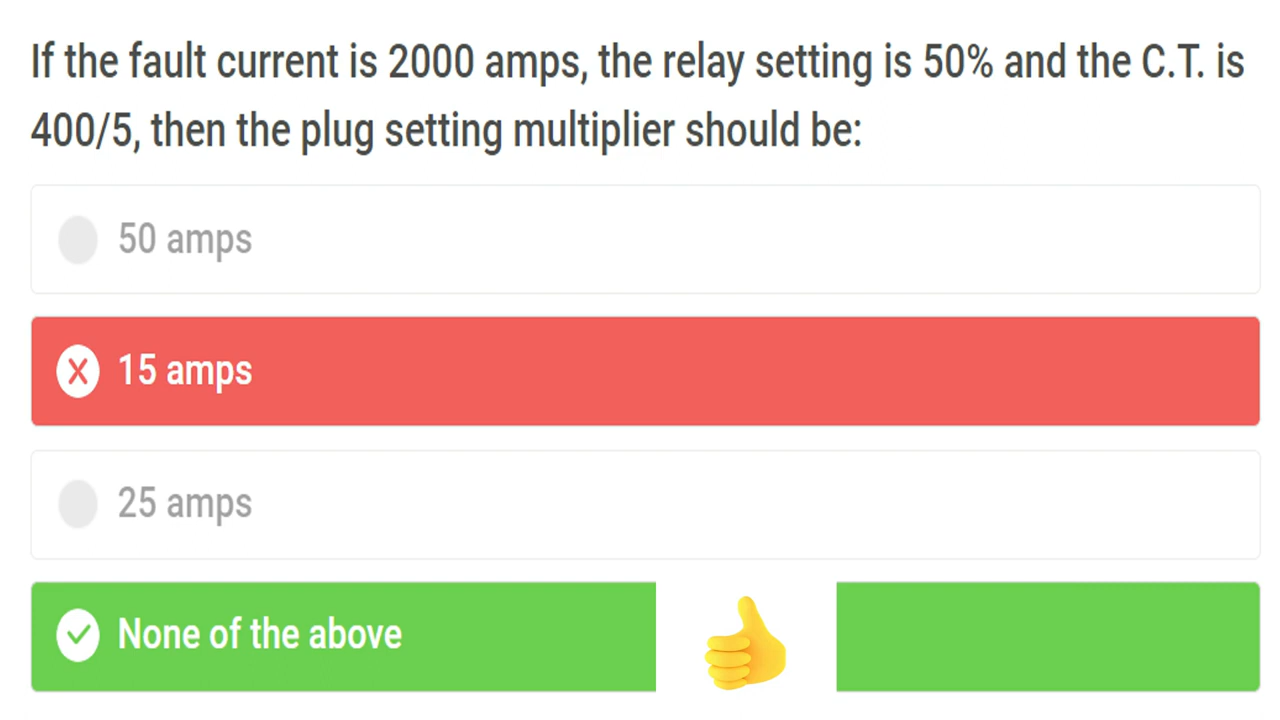 If the fault current is 2000 amps, the relay setting is 50% and the C.T. is
400/5, then the plug setting multiplier should be:
50 amps
15 amps
25 amps
None of the above